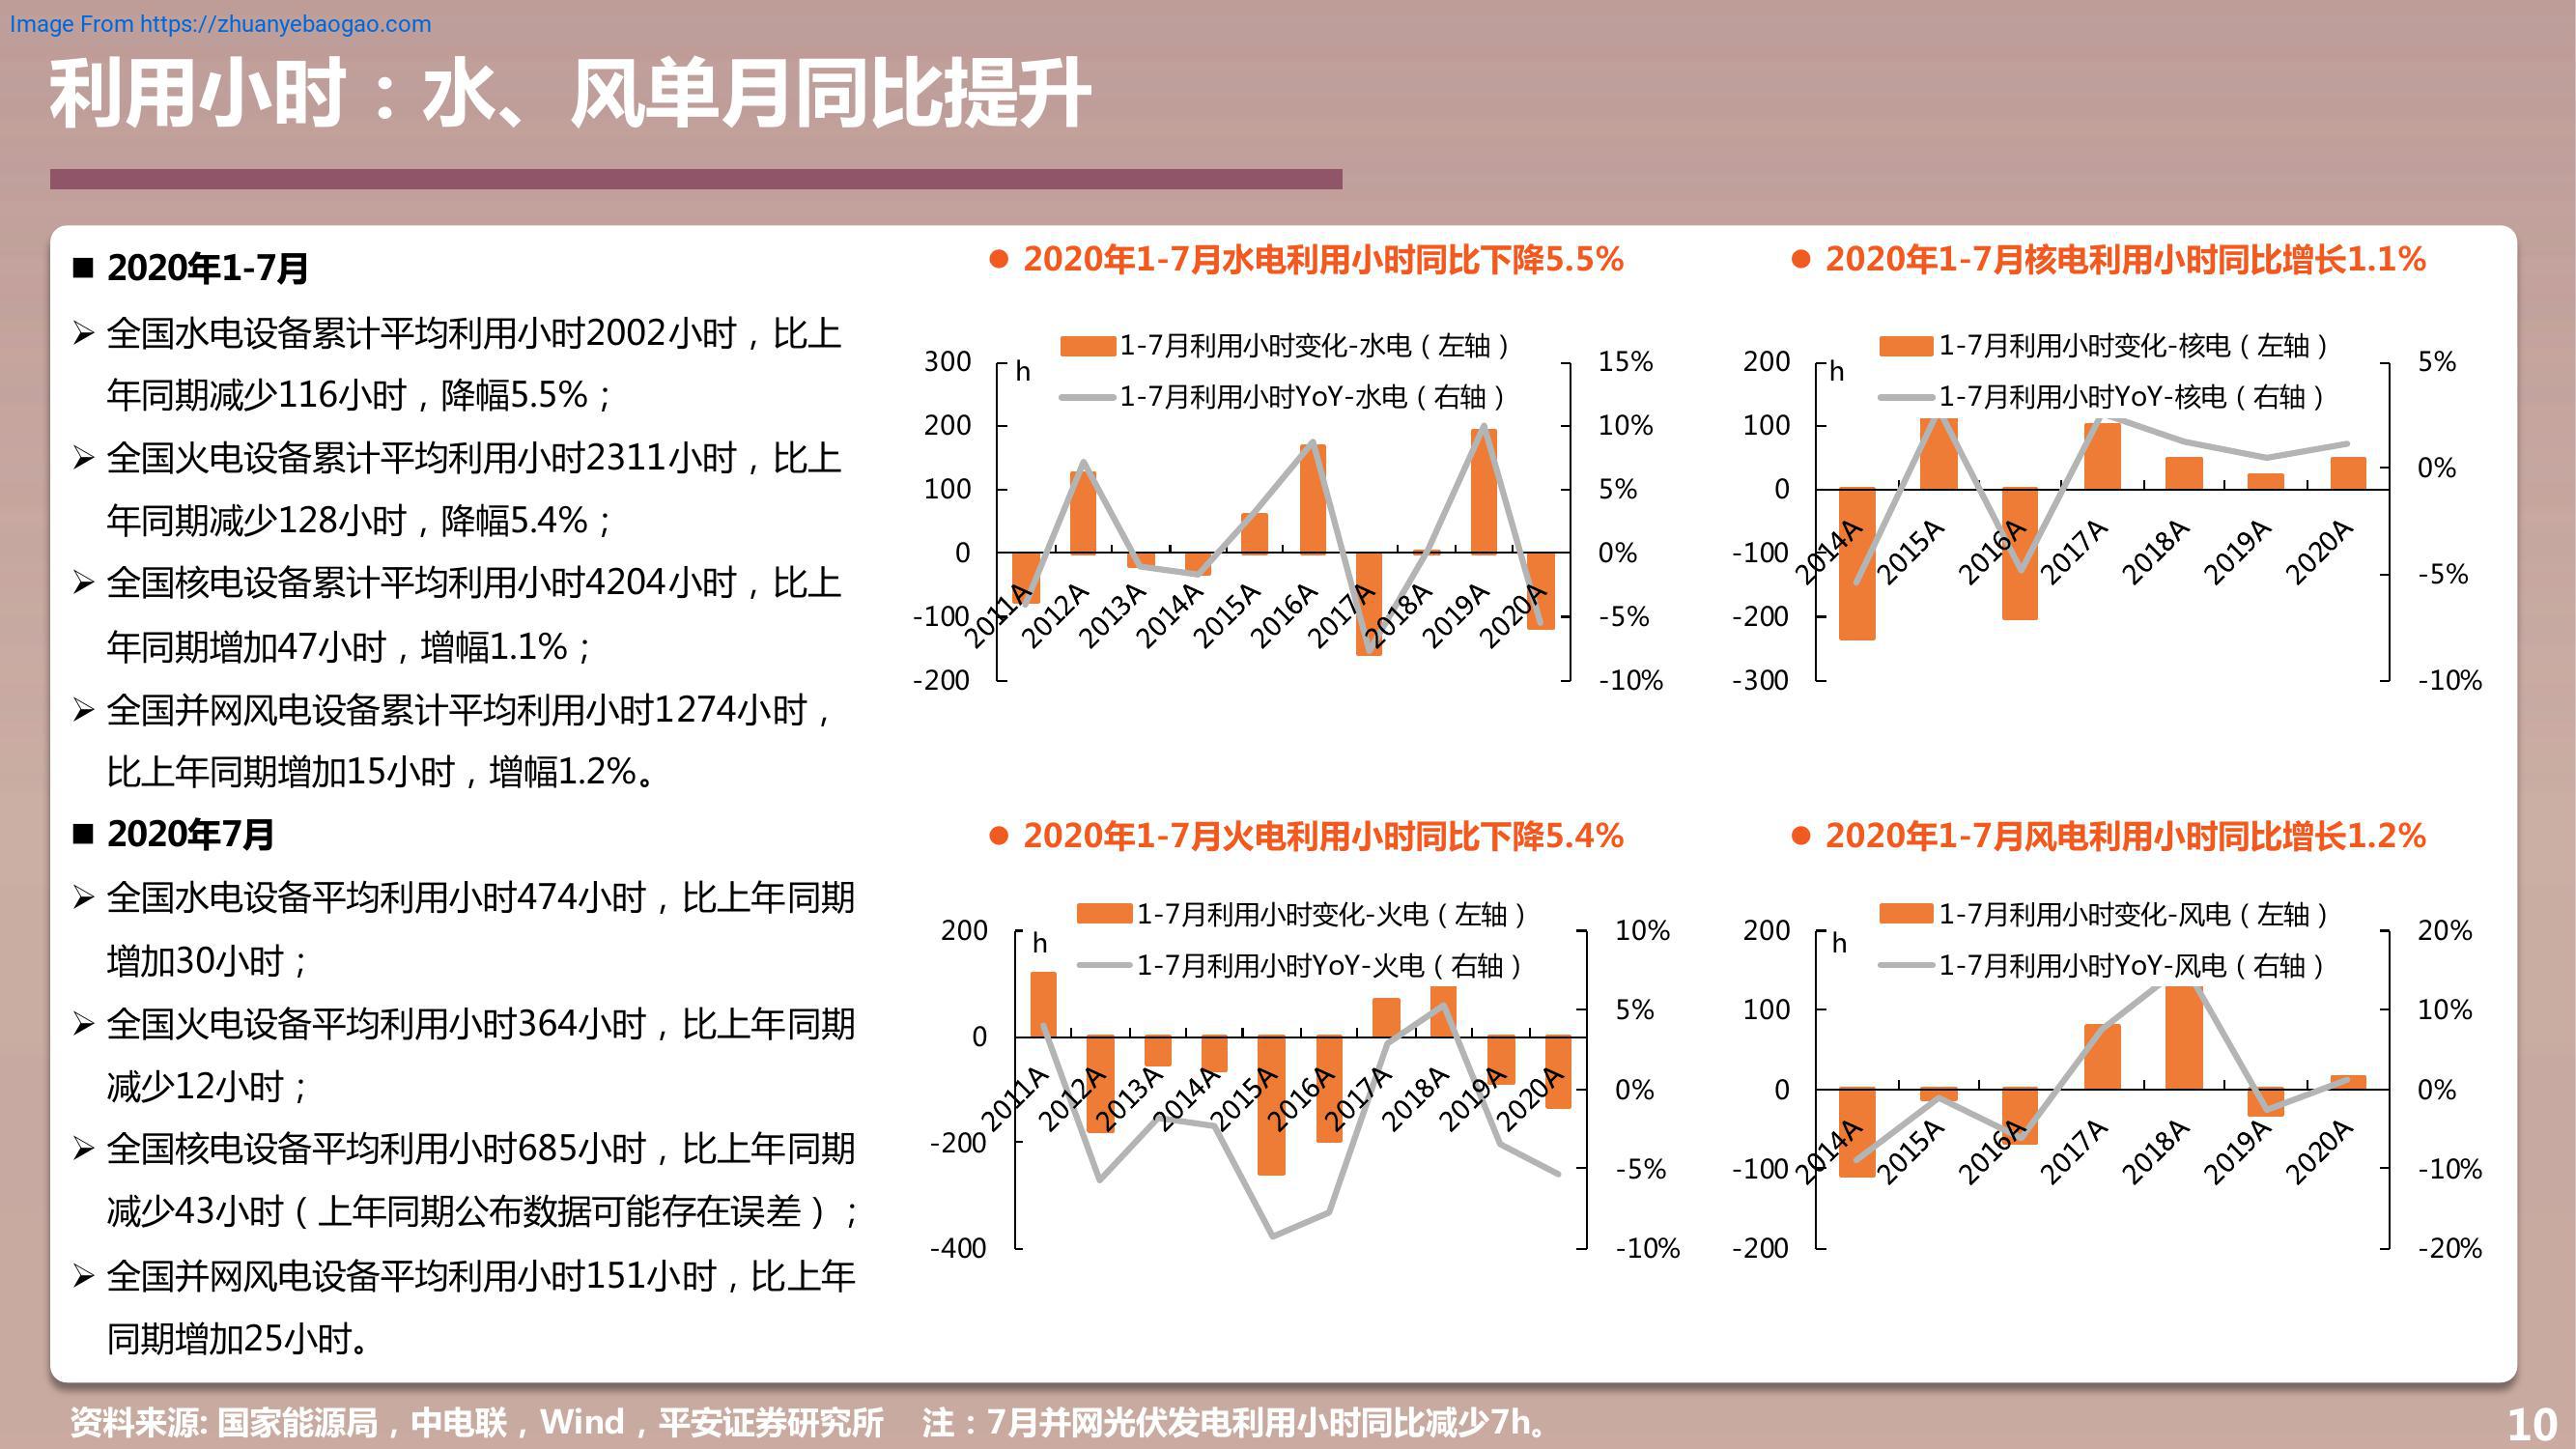 Image From https://zhuanyebaogao.com
利用小时：水、风单月同比提升
■ 2020年1-7月
➢ 全国水电设备累计平均利用小时2002小时，比上
年同期减少116小时，降幅5.5%；
➢ 全国火电设备累计平均利用小时2311小时，比上
年同期减少128小时，降幅5.4%；
➢ 全国核电设备累计平均利用小时4204小时，比上
年同期增加47小时，增幅1.1%；
➢ 全国并网风电设备累计平均利用小时1274小时，
比上年同期增加15小时，增幅1.2%。
■ 2020年7月
➢ 全国水电设备平均利用小时474小时，比上年同期
增加30小时；
➢ 全国火电设备平均利用小时364小时，比上年同期
减少12小时；
➢ 全国核电设备平均利用小时685小时，比上年同期
减少43小时（上年同期公布数据可能存在误差）；
➢ 全国并网风电设备平均利用小时151小时，比上年
同期增加25小时。
● 2020年1-7月水电利用小时同比下降5.5%
1-7月利用小时变化-水电（左轴）
1-7月利用小时YoY-水电（右轴）
h
300
200
100
0
-100
-200
15%
10%
5%
0%
-5%
-10%
2011A 2012A 2013A 2014A 2015A 2016A 2017A 2018A 2019A 2020A
● 2020年1-7月核电利用小时同比增长1.1%
1-7月利用小时变化-核电（左轴）
1-7月利用小时YoY-核电（右轴）
h
200
100
0
-100
-200
-300
5%
0%
-5%
-10%
2014A 2015A 2016A 2017A 2018A 2019A 2020A
● 2020年1-7月火电利用小时同比下降5.4%
1-7月利用小时变化-火电（左轴）
1-7月利用小时YoY-火电（右轴）
h
200
0
-200
-400
10%
5%
0%
-5%
-10%
2011A 2012A 2013A 2014A 2015A 2016A 2017A 2018A 2019A 2020A
● 2020年1-7月风电利用小时同比增长1.2%
1-7月利用小时变化-风电（左轴）
1-7月利用小时YoY-风电（右轴）
h
200
100
0
-100
-200
20%
10%
0%
-10%
-20%
2014A 2015A 2016A 2017A 2018A 2019A 2020A
资料来源: 国家能源局，中电联，Wind，平安证券研究所 注：7月并网光伏发电利用小时同比减少7h。
10